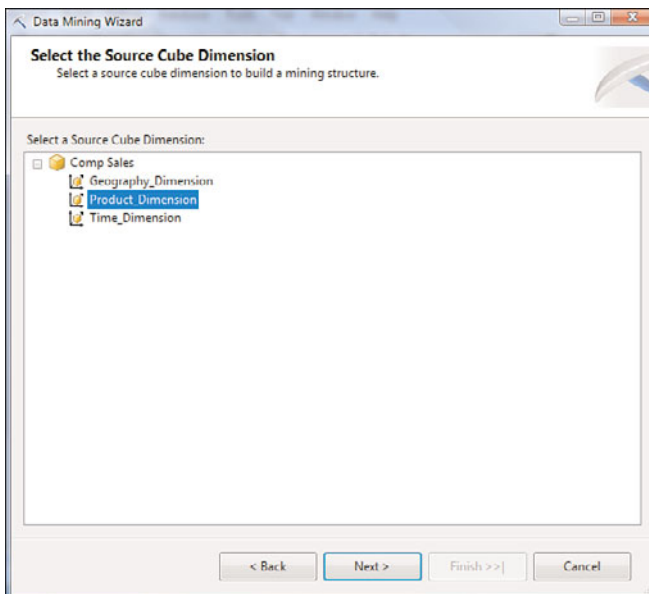 Data Mining Wizard
Select the Source Cube Dimension
Select a source cube dimension to build a mining structure.
Select a Source Cube Dimension:
Comp Sales
Geography_Dimension
Product_Dimension
Time_Dimension
< Back Next > Finish >>| Cancel